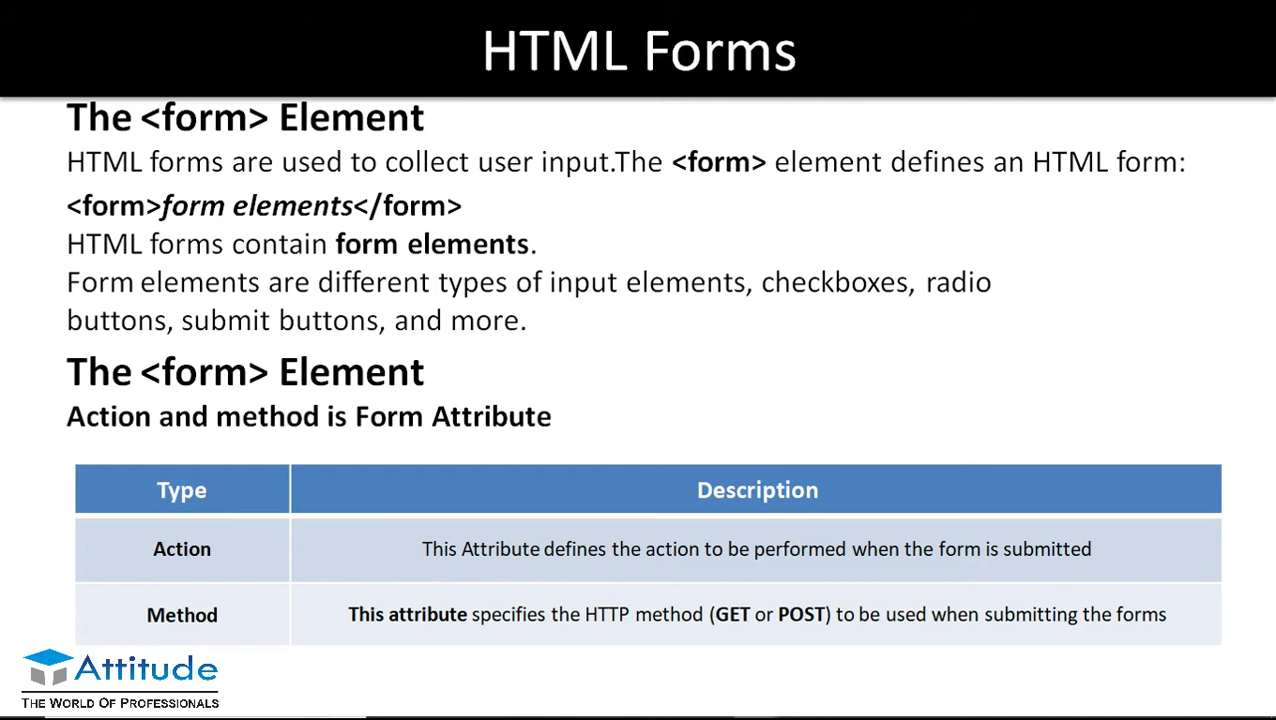 HTML Forms
The <form> Element
HTML forms are used to collect user input.The <form> element defines an HTML form:
<form>form elements</form>
HTML forms contain form elements.
Form elements are different types of input elements, checkboxes, radio
buttons, submit buttons, and more.
The <form> Element
Action and method is Form Attribute
Type Description
Action This Attribute defines the action to be performed when the form is submitted
Method This attribute specifies the HTTP method (GET or POST) to be used when submitting the forms
Attitude
THE WORLD OF PROFESSIONALS